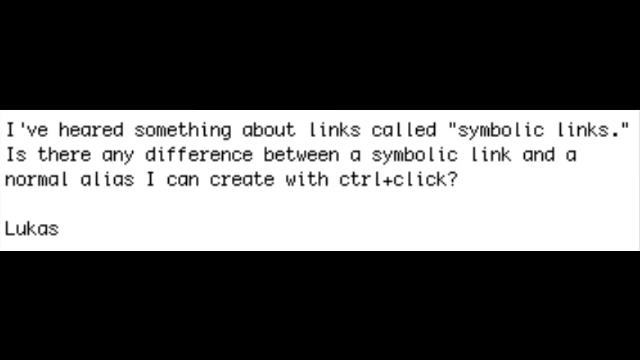 I've heared something about links called "symbolic links."
Is there any difference between a symbolic link and a
normal alias I can create with ctrl+click?
Lukas